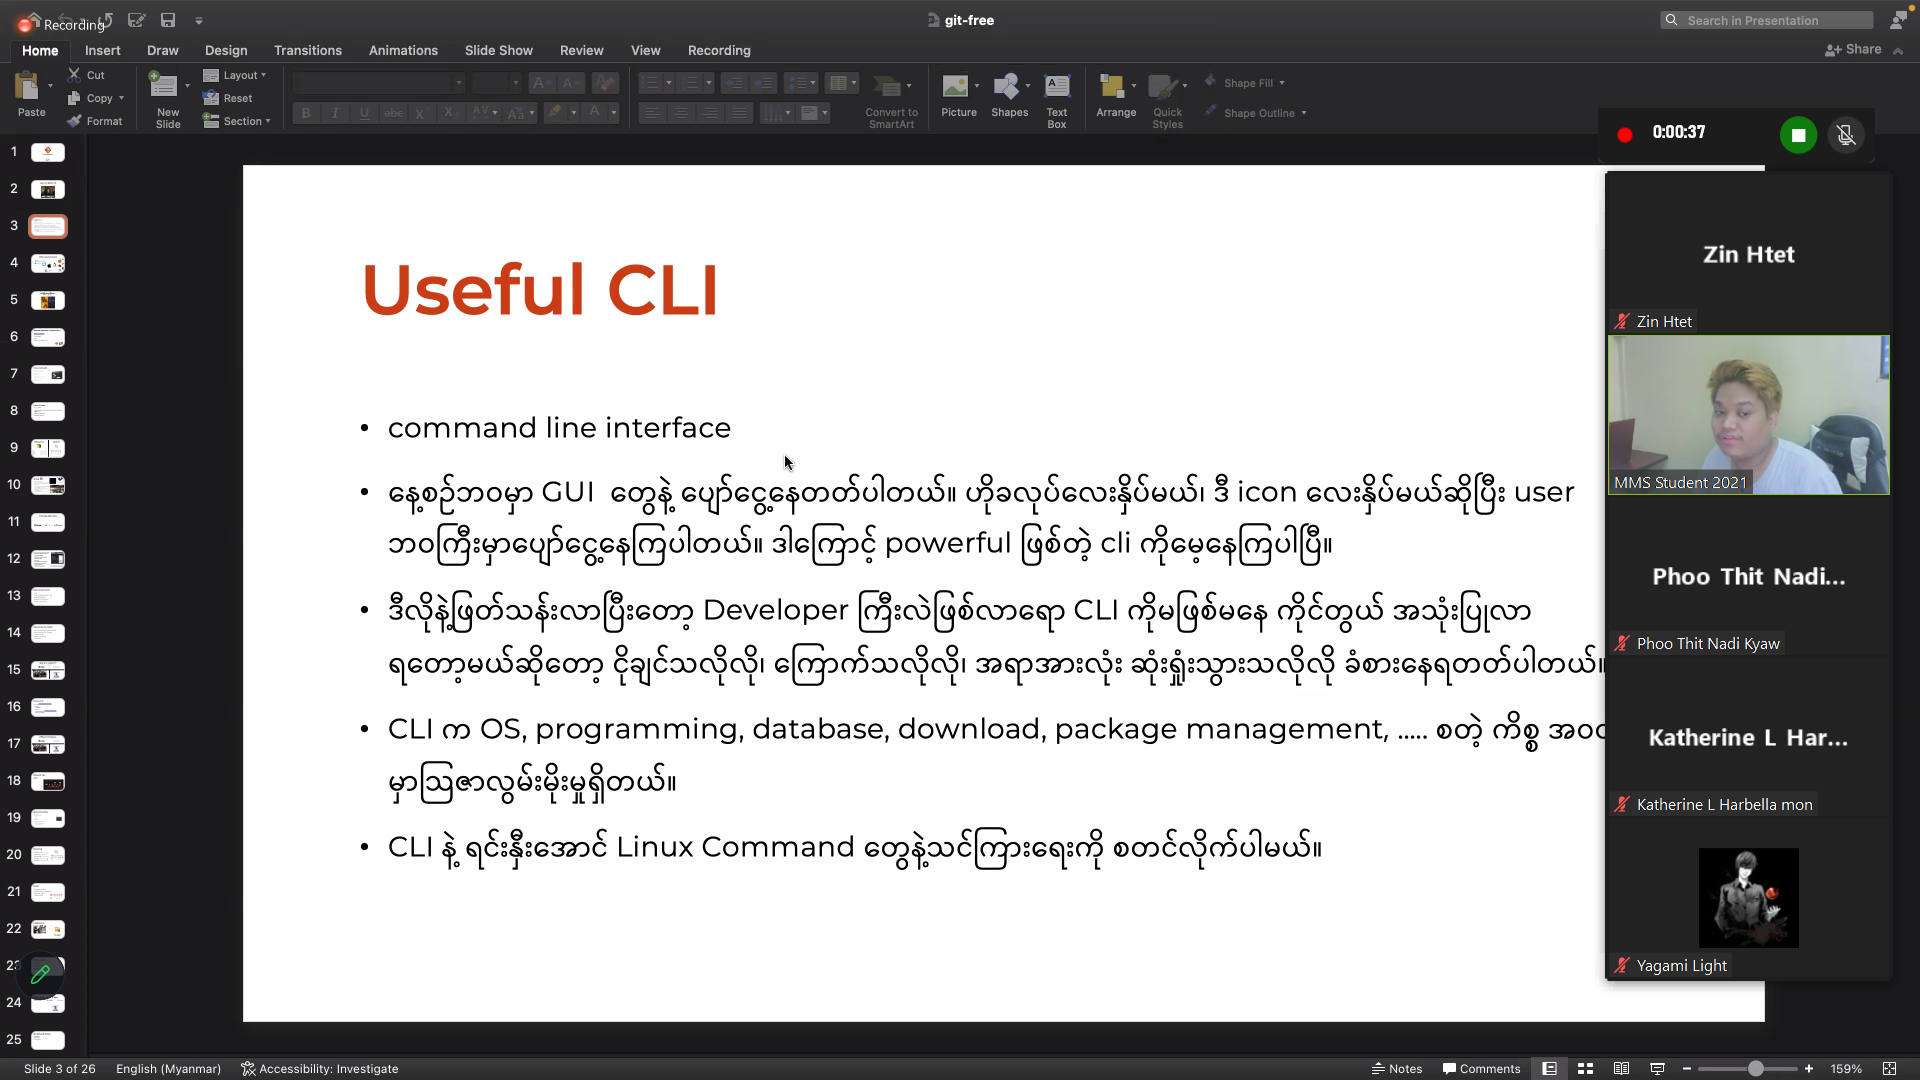 Recording
git-free
Search in Presentation
Home Insert Draw Design Transitions Animations Slide Show Review View Recording
Share
Paste
Cut
Copy
Format
New Slide
Layout
Reset
Section
Convert to SmartArt
Picture
Shapes
Text Box
Arrange
Quick Styles
Shape Fill
Shape Outline
0:00:37
1
2
3
4
5
6
7
8
9
10
11
12
13
14
15
16
17
18
19
20
21
22
24
25
Useful CLI
• command line interface
• နေ့စဉ်ဘဝမှာ GUI တွေနဲ့ ပျော်ငွေ့နေတတ်ပါတယ်။ ဟိုခလုပ်လေးနှိပ်မယ်၊ ဒီ icon လေးနှိပ်မယ်ဆိုပြီး user
ဘဝကြီးမှာပျော်ငွေ့နေကြပါတယ်။ ဒါကြောင့် powerful ဖြစ်တဲ့ cli ကိုမေ့နေကြပါပြီ။
• ဒီလိုနဲ့ဖြတ်သန်းလာပြီးတော့ Developer ကြီးလဲဖြစ်လာရော CLI ကိုမဖြစ်မနေ ကိုင်တွယ် အသုံးပြုလာ
ရတော့မယ်ဆိုတော့ ငိုချင်သလိုလို၊ ကြောက်သလိုလို၊ အရာအားလုံး ဆုံးရှုံးသွားသလိုလို ခံစားနေရတတ်ပါတယ်။
• CLI က OS, programming, database, download, package management, ..... စတဲ့ ကိစ္စ
မှာသြဇာလွမ်းမိုးမှုရှိတယ်။
• CLI နဲ့ ရင်းနှီးအောင် Linux Command တွေနဲ့သင်ကြားရေးကို စတင်လိုက်ပါမယ်။
Zin Htet
Zin Htet
MMS Student 2021
Phoo Thit Nadi...
Phoo Thit Nadi Kyaw
Katherine L Har...
Katherine L Harbella mon
Yagami Light
Slide 3 of 26
English (Myanmar)
Accessibility: Investigate
Notes
Comments
159%